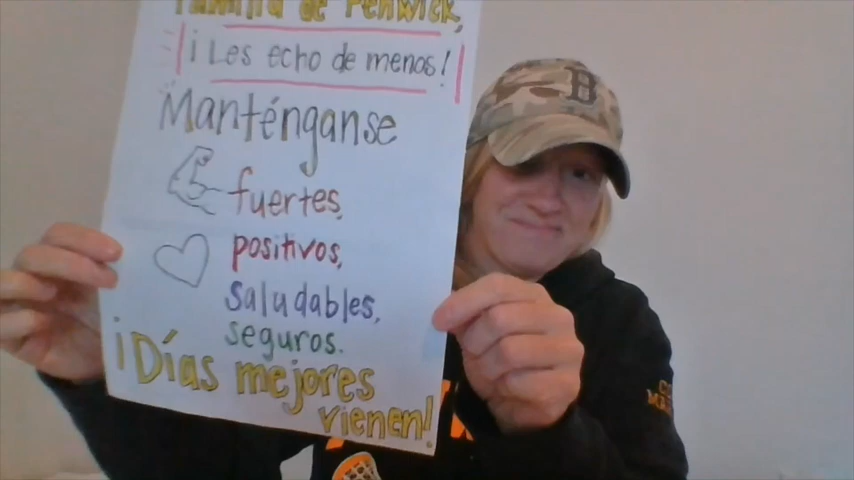 Familia de Fenwick,
¡Les echo de menos!
Manténganse
fuertes,
positivos,
saludables,
seguros.
¡Días mejores
vienen!
B